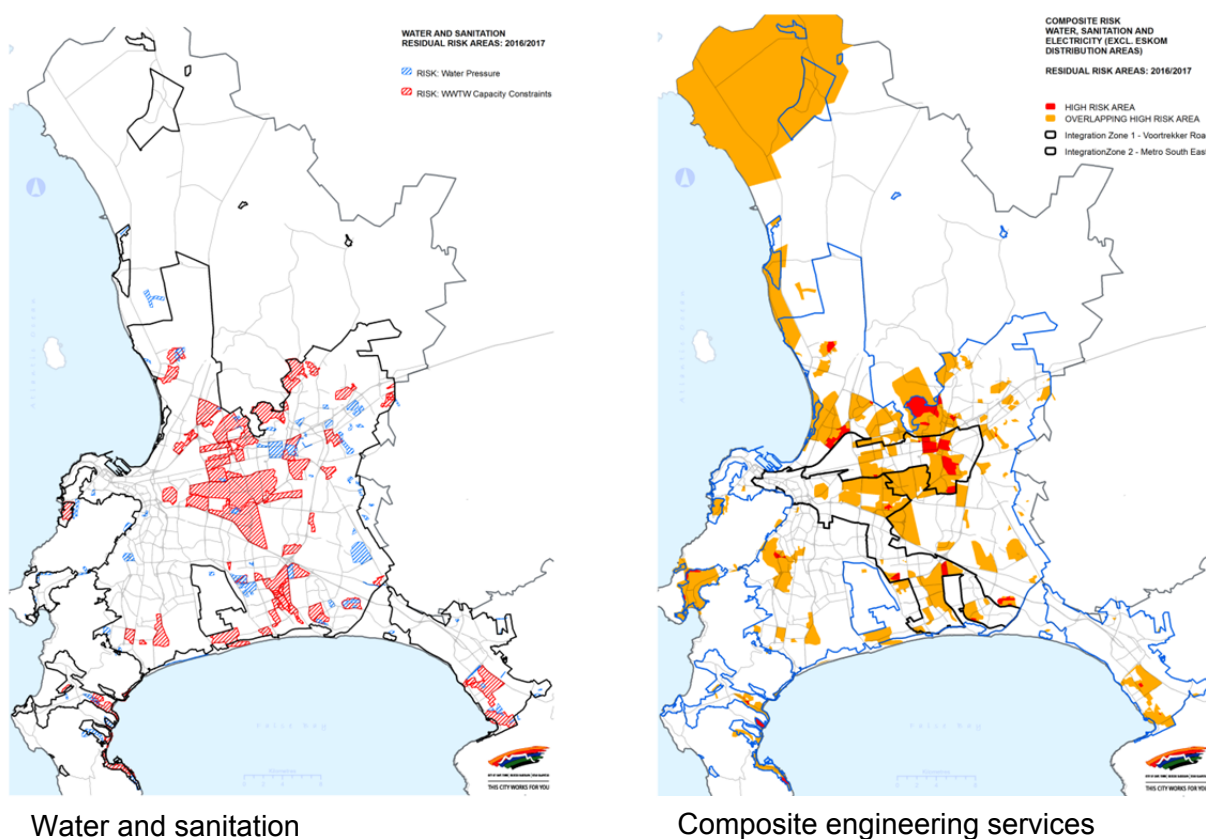 WATER AND SANITATION
RESIDUAL RISK AREAS: 2016/2017
RISK: Water Pressure
RISK: WWTW Capacity Constraints
THIS CITY WORKS FOR YOU
Water and sanitation
COMPOSITE RISK
WATER, SANITATION AND
ELECTRICITY (EXCL. ESKOM
DISTRIBUTION AREAS)
RESIDUAL RISK AREAS: 2016/2017
HIGH RISK AREA
OVERLAPPING HIGH RISK AREA
Integration Zone 1 - Voortrekker Roa
IntegrationZone 2 - Metro South East
THIS CITY WORKS FOR YOU
Composite engineering services